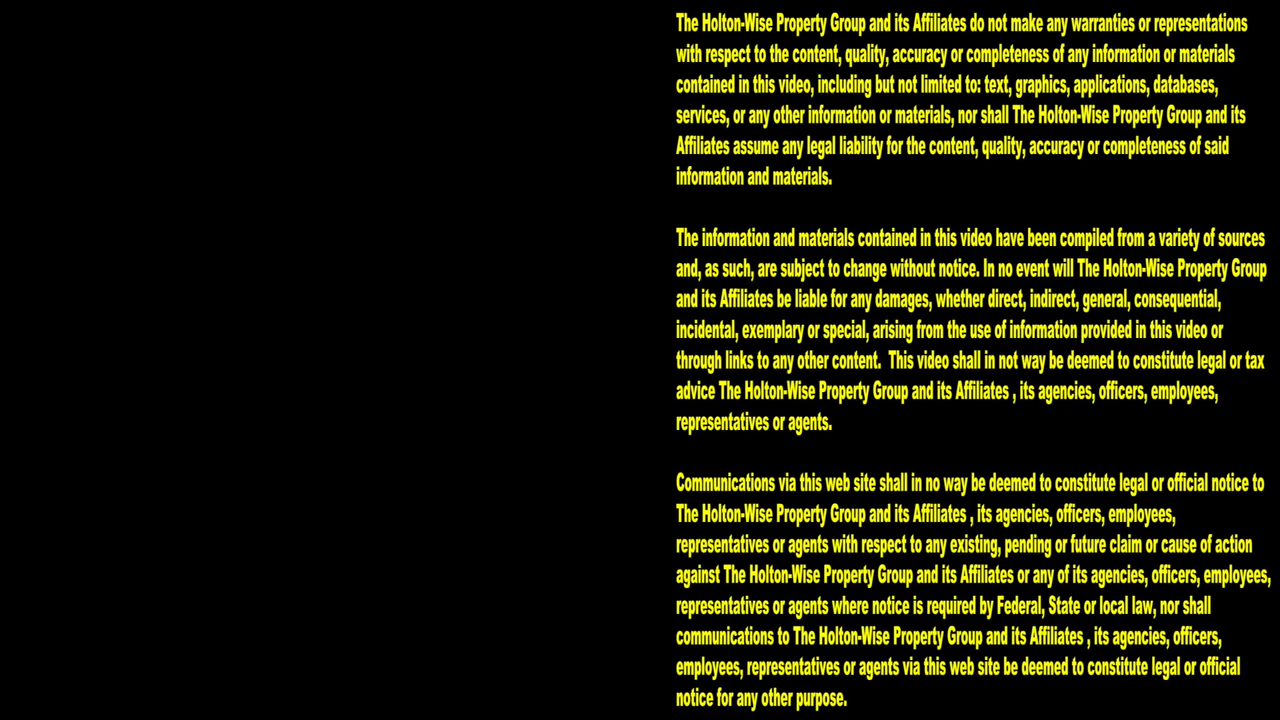 The Holton-Wise Property Group and its Affiliates do not make any warranties or representations
with respect to the content, quality, accuracy or completeness of any information or materials
contained in this video, including but not limited to: text, graphics, applications, databases,
services, or any other information or materials, nor shall The Holton-Wise Property Group and its
Affiliates assume any legal liability for the content, quality, accuracy or completeness of said
information and materials.
The information and materials contained in this video have been compiled from a variety of sources
and, as such, are subject to change without notice. In no event will The Holton-Wise Property Group
and its Affiliates be liable for any damages, whether direct, indirect, general, consequential,
incidental, exemplary or special, arising from the use of information provided in this video or
through links to any other content.  This video shall in not way be deemed to constitute legal or tax
advice The Holton-Wise Property Group and its Affiliates , its agencies, officers, employees,
representatives or agents.
Communications via this web site shall in no way be deemed to constitute legal or official notice to
The Holton-Wise Property Group and its Affiliates , its agencies, officers, employees,
representatives or agents with respect to any existing, pending or future claim or cause of action
against The Holton-Wise Property Group and its Affiliates or any of its agencies, officers, employees,
representatives or agents where notice is required by Federal, State or local law, nor shall
communications to The Holton-Wise Property Group and its Affiliates , its agencies, officers,
employees, representatives or agents via this web site be deemed to constitute legal or official
notice for any other purpose.